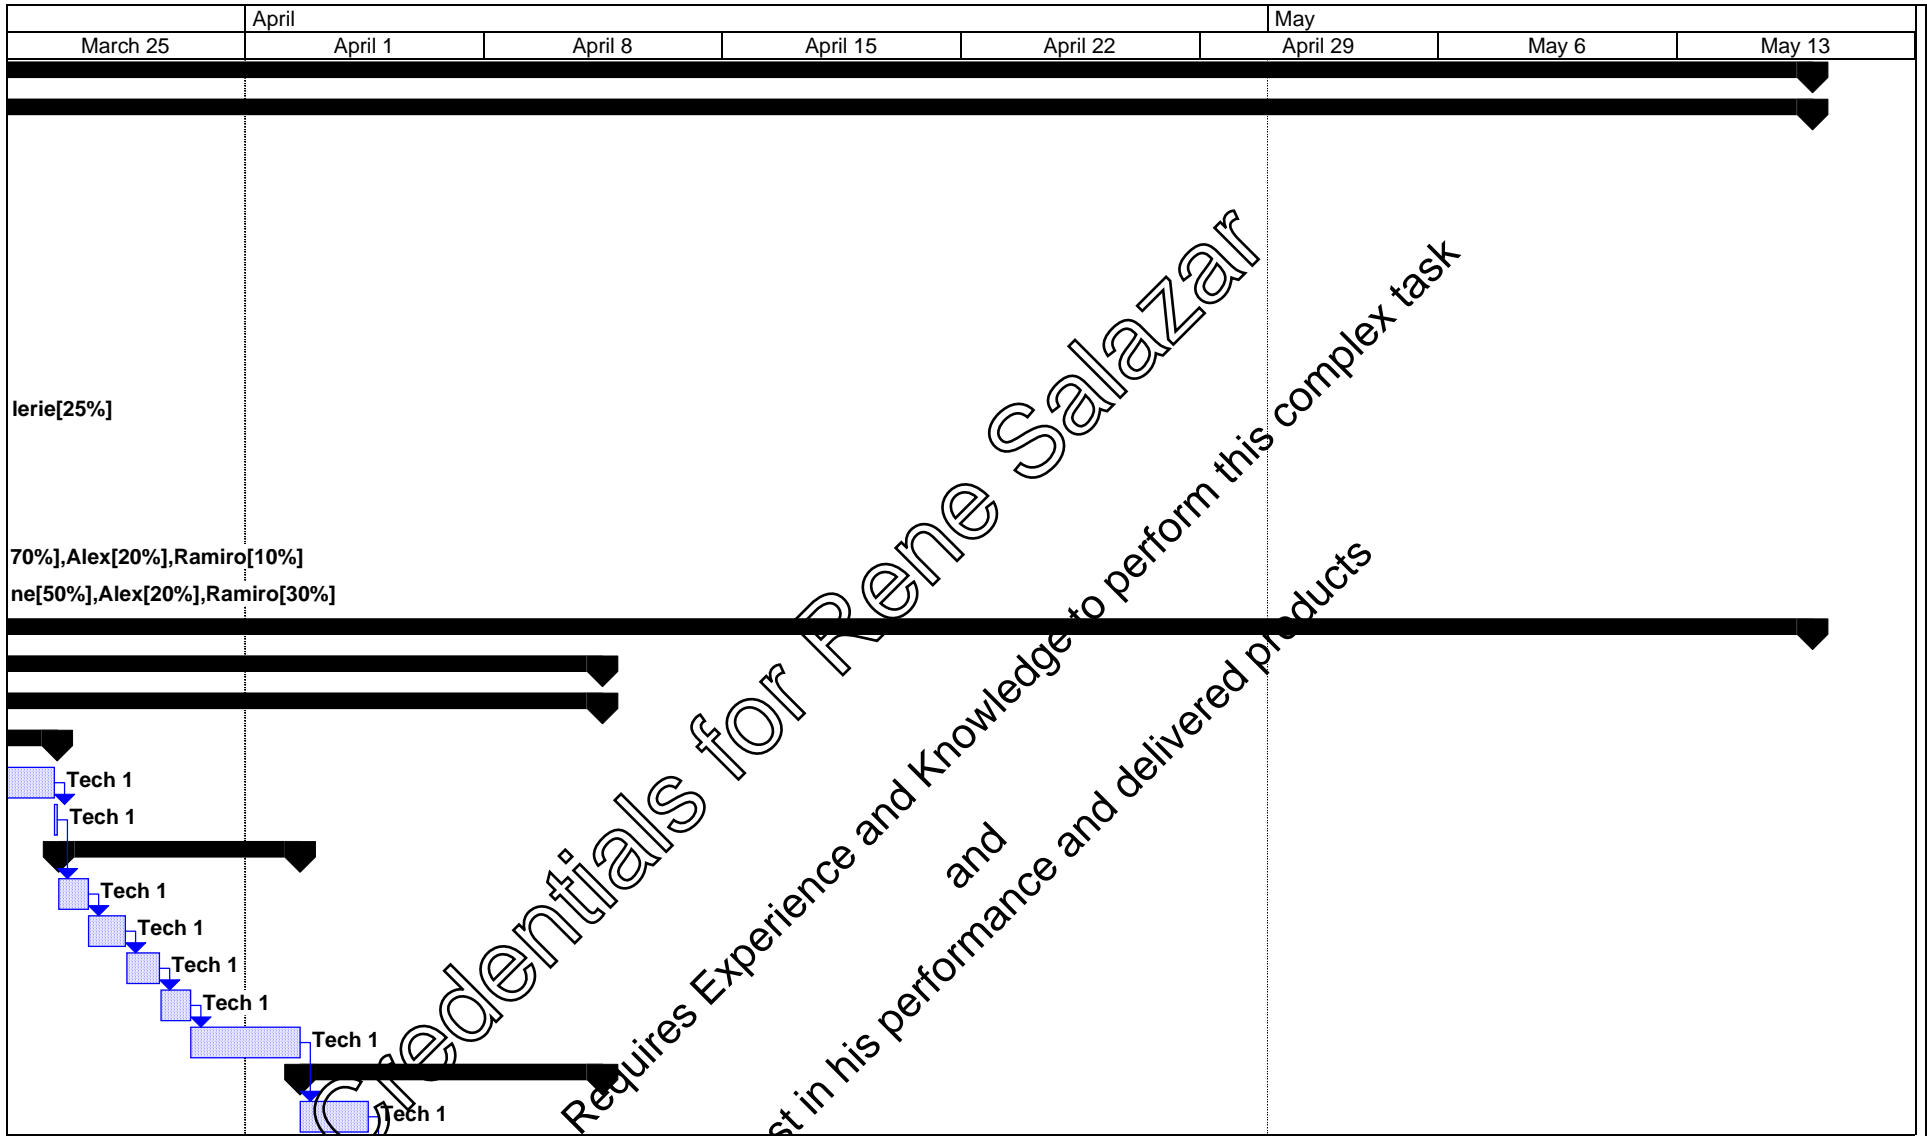 April May
March 25 April 1 April 8 April 15 April 22 April 29 May 6 May 13
lerie[25%]
70%],Alex[20%],Ramiro[10%]
ne[50%],Alex[20%],Ramiro[30%]
Tech 1
Tech 1
Tech 1
Tech 1
Tech 1
Tech 1
Tech 1
Tech 1
Credentials for Rene Salazar
Requires Experience and Knowledge to perform this complex task
and
st in his performance and delivered products